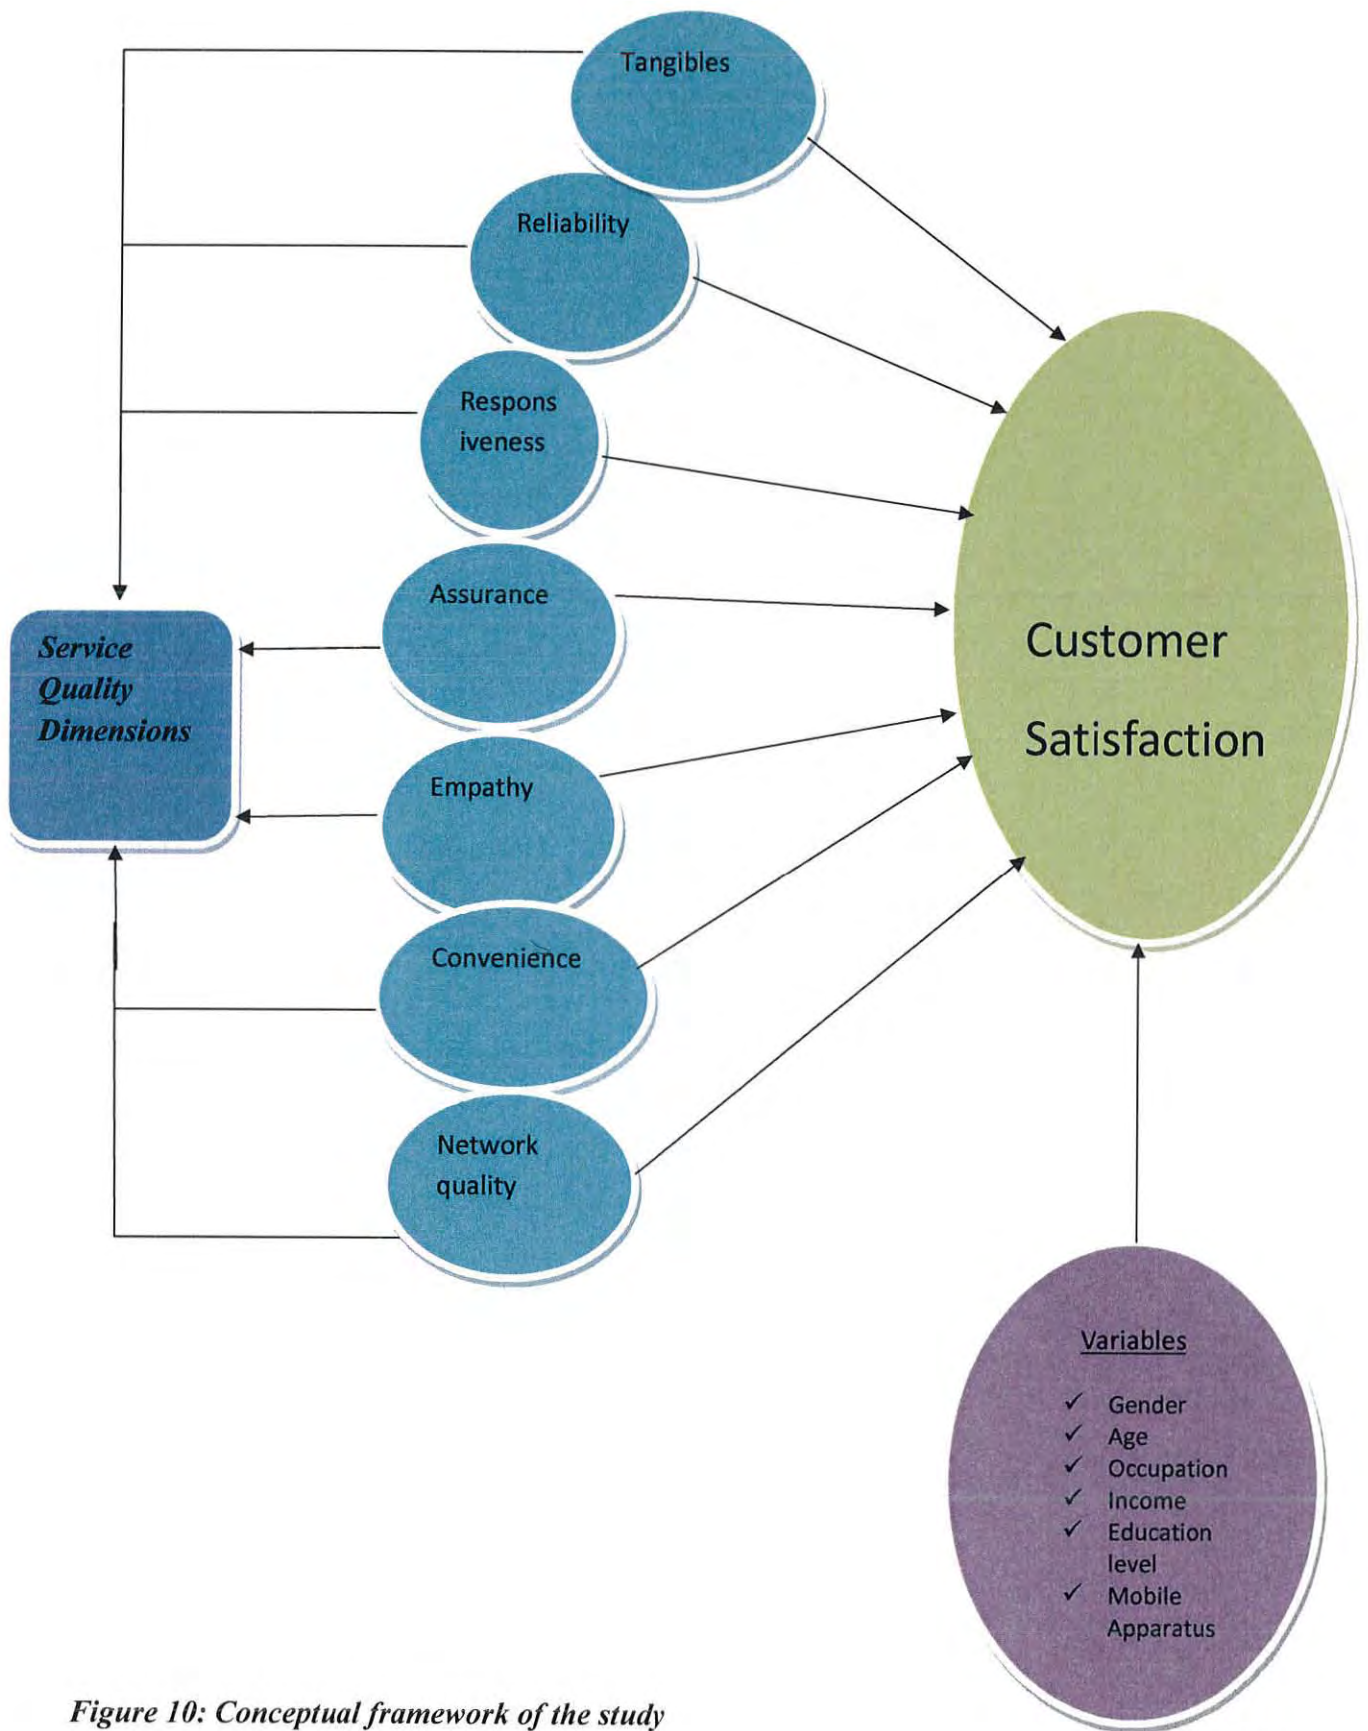 Tangibles
Reliability
Respons
iveness
Assurance
Service
Quality
Dimensions
Empathy
Convenience
Network
quality
Customer
Satisfaction
Variables
✓ Gender
✓ Age
✓ Occupation
✓ Income
✓ Education
level
✓ Mobile
Apparatus
Figure 10: Conceptual framework of the study